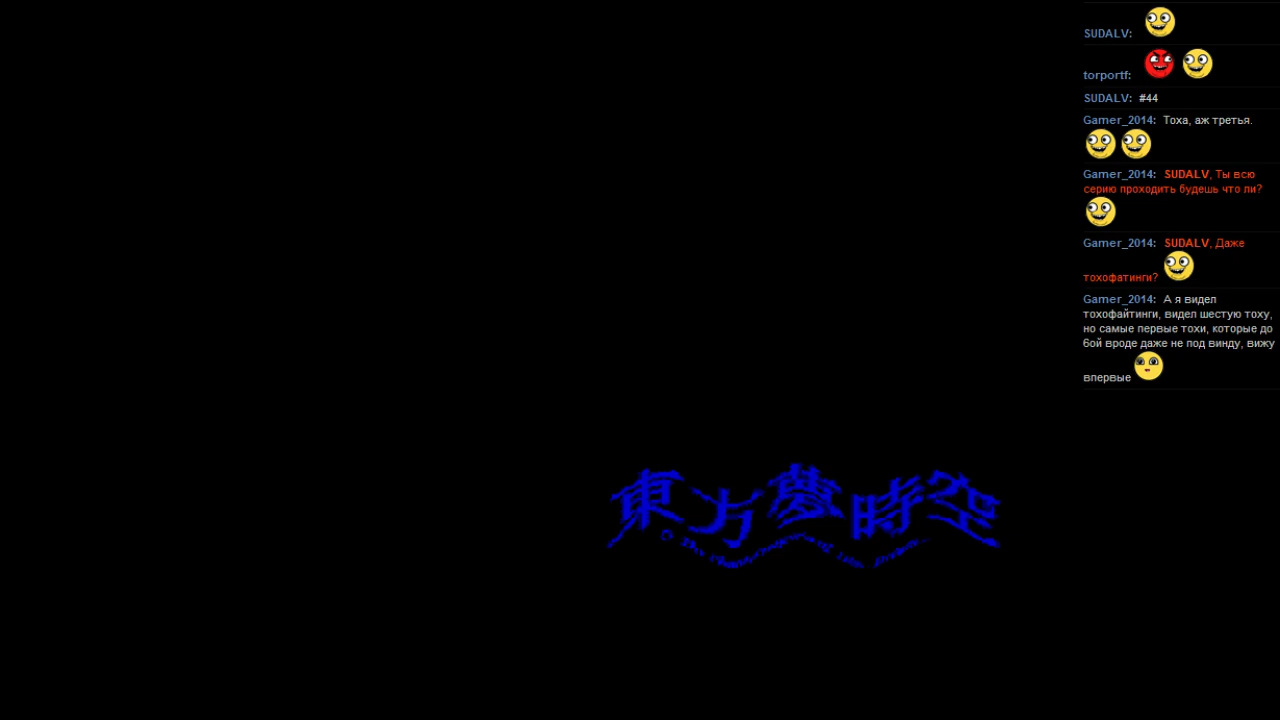 SUDALV:
torportf:
SUDALV: #44
Gamer_2014: Тоха, аж третья.
Gamer_2014: SUDALV, Ты всю
серию проходить будешь что ли?
Gamer_2014: SUDALV, Даже
тохофатинги?
Gamer_2014: А я видел
тохофайтинги, видел шестую тоху,
но самые первые тохи, которые до
6ой вроде даже не под винду, вижу
впервые
東方夢時空